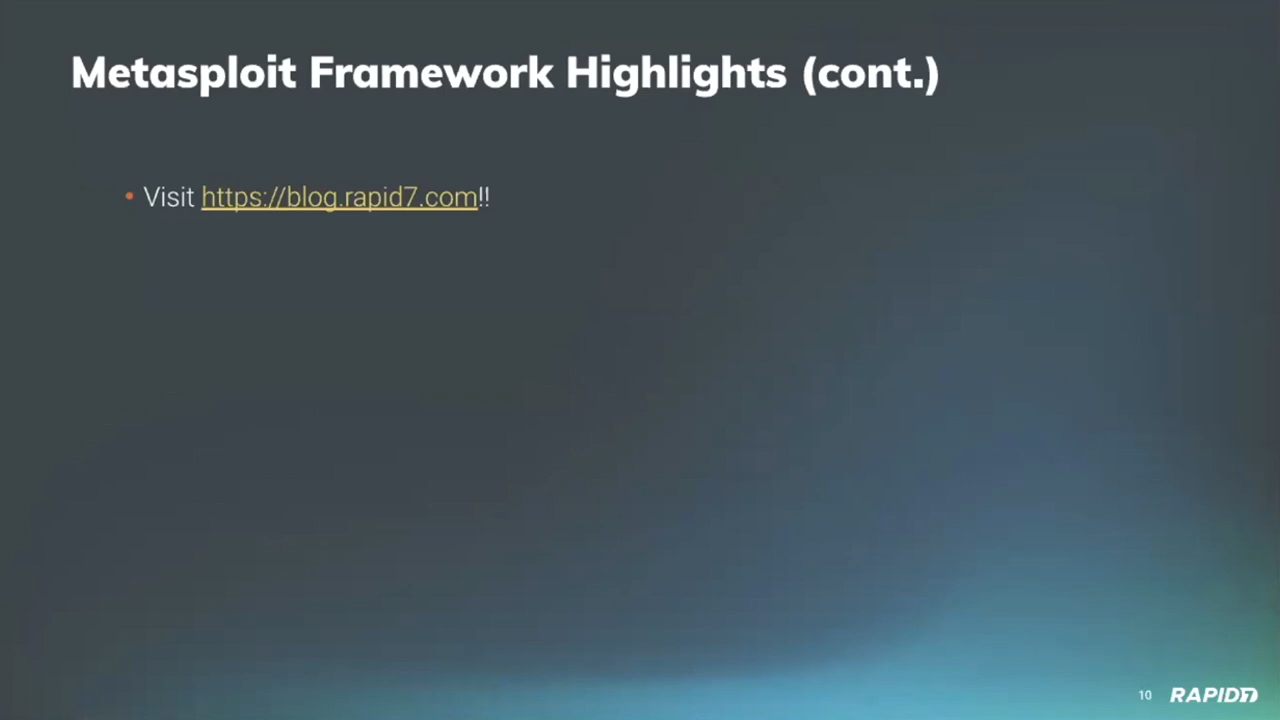 Metasploit Framework Highlights (cont.)
• Visit https://blog.rapid7.com!!
10 RAPID7